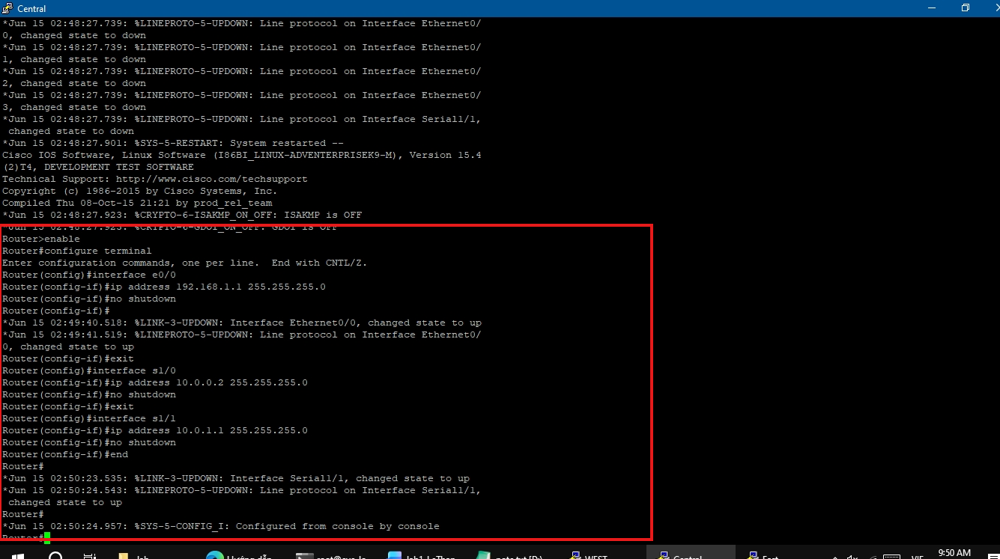 Central
*Jun 15 02:48:27.739: %LINEPROTO-5-UPDOWN: Line protocol on Interface Ethernet0/
0, changed state to down
*Jun 15 02:48:27.739: %LINEPROTO-5-UPDOWN: Line protocol on Interface Ethernet0/
1, changed state to down
*Jun 15 02:48:27.739: %LINEPROTO-5-UPDOWN: Line protocol on Interface Ethernet0/
2, changed state to down
*Jun 15 02:48:27.739: %LINEPROTO-5-UPDOWN: Line protocol on Interface Ethernet0/
3, changed state to down
*Jun 15 02:48:27.739: %LINEPROTO-5-UPDOWN: Line protocol on Interface Serial1/1,
 changed state to down
*Jun 15 02:48:27.901: %SYS-5-RESTART: System restarted --
Cisco IOS Software, Linux Software (I86BI_LINUX-ADVENTERPRISEK9-M), Version 15.4
(2)T4, DEVELOPMENT TEST SOFTWARE
Technical Support: http://www.cisco.com/techsupport
Copyright (c) 1986-2015 by Cisco Systems, Inc.
Compiled Thu 08-Oct-15 21:21 by prod_rel_team
*Jun 15 02:48:27.923: %CRYPTO-6-ISAKMP_ON_OFF: ISAKMP is OFF
*Jun 15 02:48:27.923: %CRYPTO-6-GDOI_ON_OFF: GDOI is OFF
Router>enable
Router#configure terminal
Enter configuration commands, one per line.  End with CNTL/Z.
Router(config)#interface e0/0
Router(config-if)#ip address 192.168.1.1 255.255.255.0
Router(config-if)#no shutdown
Router(config-if)#
*Jun 15 02:49:40.518: %LINK-3-UPDOWN: Interface Ethernet0/0, changed state to up
*Jun 15 02:49:41.519: %LINEPROTO-5-UPDOWN: Line protocol on Interface Ethernet0/
0, changed state to up
Router(config-if)#exit
Router(config)#interface s1/0
Router(config-if)#ip address 10.0.0.2 255.255.255.0
Router(config-if)#no shutdown
Router(config-if)#exit
Router(config)#interface s1/1
Router(config-if)#ip address 10.0.1.1 255.255.255.0
Router(config-if)#no shutdown
Router(config-if)#end
Router#
*Jun 15 02:50:23.535: %LINK-3-UPDOWN: Interface Serial1/1, changed state to up
*Jun 15 02:50:24.543: %LINEPROTO-5-UPDOWN: Line protocol on Interface Serial1/1,
 changed state to up
Router#
*Jun 15 02:50:24.957: %SYS-5-CONFIG_I: Configured from console by console
Router#
Job Hướng dẫn note.txt (D:) WEST Central East VIE 9:50 AM